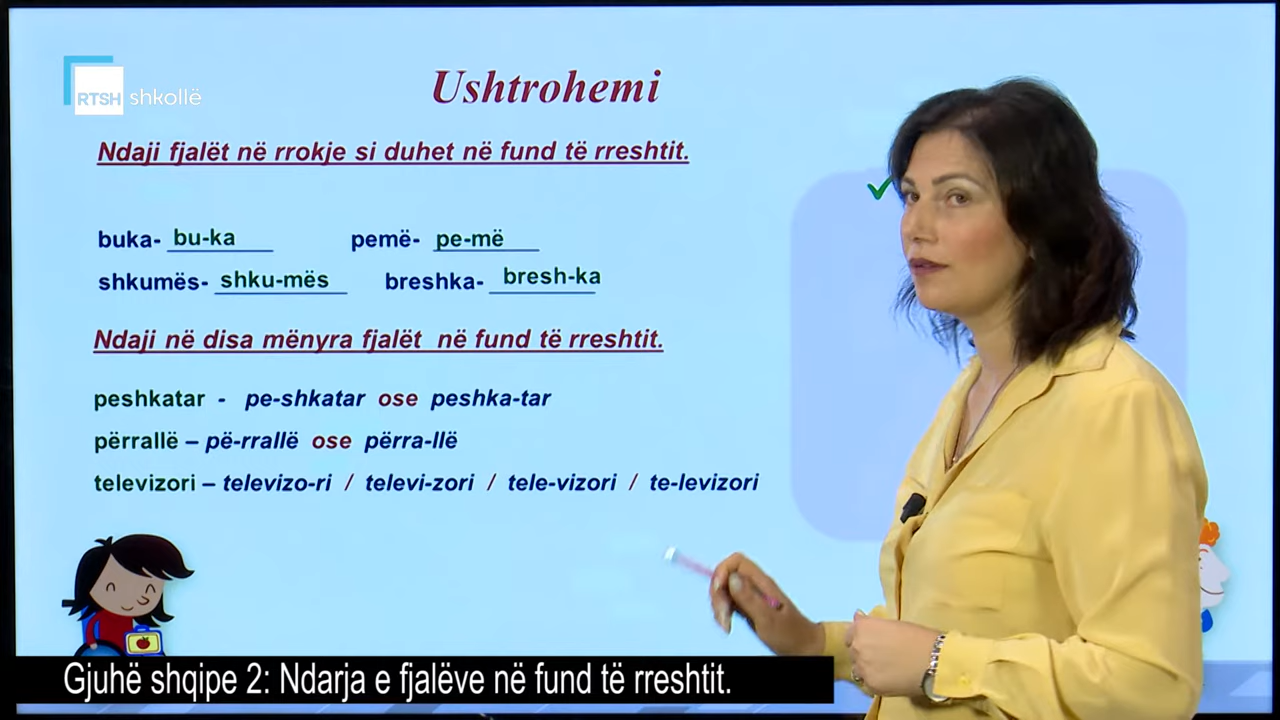 RTSH shkollë
Ushtrohemi
Ndaji fjalët në rrokje si duhet në fund të rreshtit.
buka- bu-ka pemë- pe-më
shkumës- shku-mës breshka- bresh-ka
Ndaji në disa mënyra fjalët në fund të rreshtit.
peshkatar - pe-shkatar ose peshka-tar
përrallë – pë-rrallë ose përra-llë
televizori – televizo-ri / televi-zori / tele-vizori / te-levizori
Gjuhë shqipe 2: Ndarja e fjalëve në fund të rreshtit.